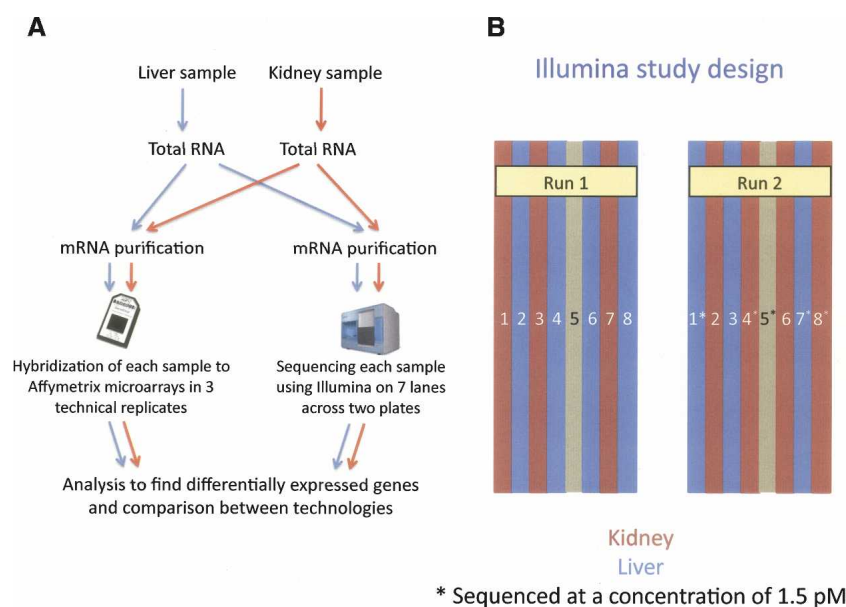 A
Liver sample
Kidney sample
Total RNA
Total RNA
mRNA purification
mRNA purification
Hybridization of each sample to
Affymetrix microarrays in 3
technical replicates
Sequencing each sample
using Illumina on 7 lanes
across two plates
Analysis to find differentially expressed genes
and comparison between technologies
B
Illumina study design
Run 1
Run 2
1 2 3 4 5 6 7 8
1* 2 3 4* 5* 6 7* 8*
Kidney
Liver
* Sequenced at a concentration of 1.5 pM